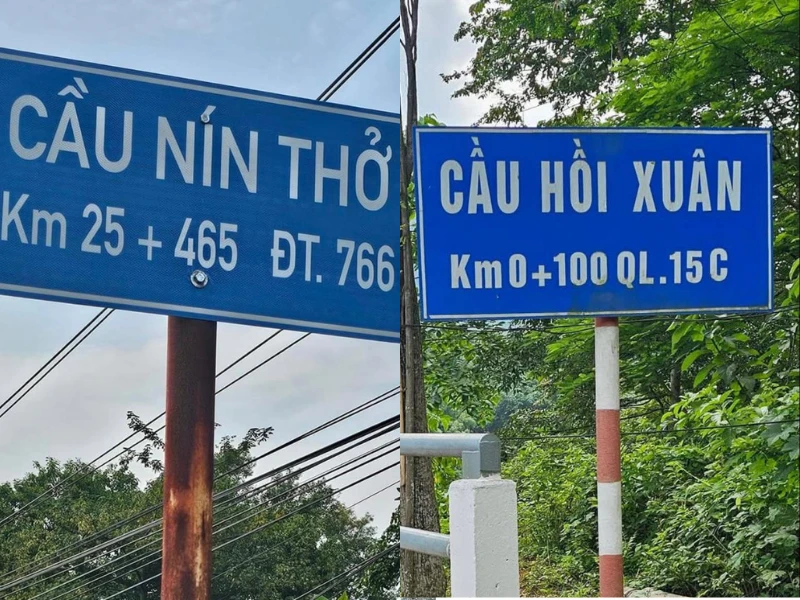 CẦU NÍN THỞ
Km 25 + 465 ĐT. 766
CẦU HỒI XUÂN
Km0+100 QL.15C